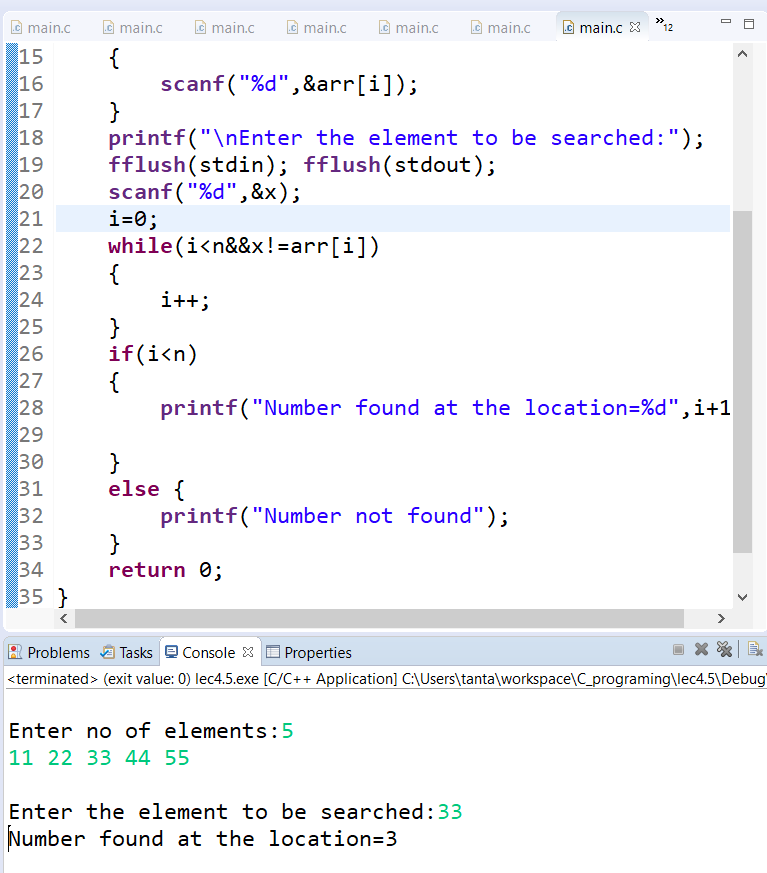 main.c main.c main.c main.c main.c main.c main.c »12
15 {
16 scanf("%d",&arr[i]);
17 }
18 printf("\nEnter the element to be searched:");
19 fflush(stdin); fflush(stdout);
20 scanf("%d",&x);
21 i=0;
22 while(i<n&&x!=arr[i])
23 {
24 i++;
25 }
26 if(i<n)
27 {
28 printf("Number found at the location=%d",i+1
29
30 }
31 else {
32 printf("Number not found");
33 }
34 return 0;
35 }
Problems Tasks Console Properties
<terminated> (exit value: 0) lec4.5.exe [C/C++ Application] C:\Users\tanta\workspace\C_programing\lec4.5\Debug\
Enter no of elements:5
11 22 33 44 55
Enter the element to be searched:33
Number found at the location=3